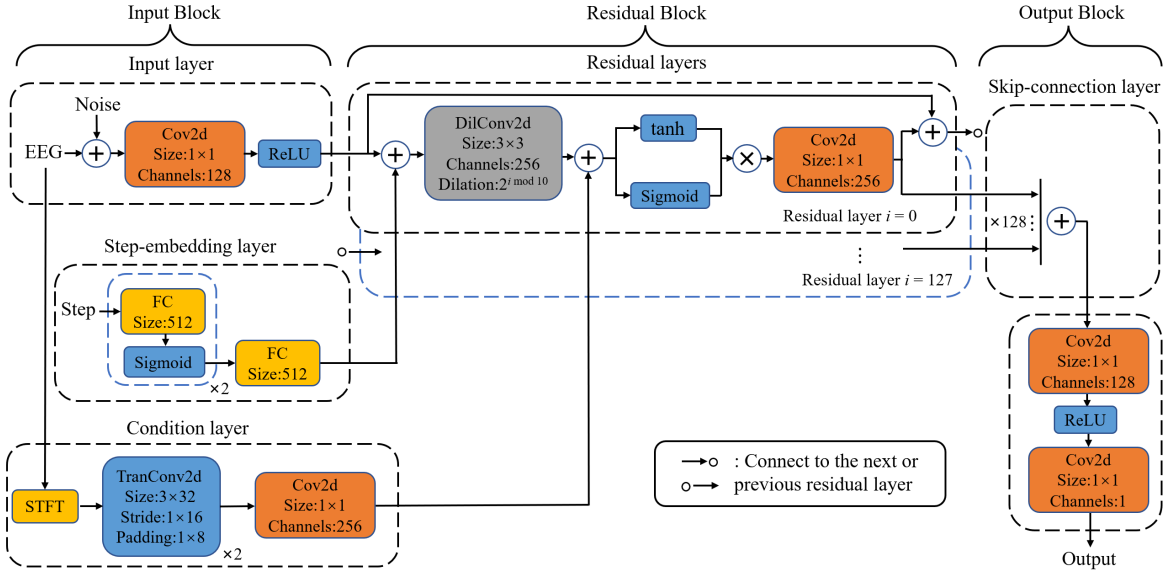 Input Block
Residual Block
Output Block
Input layer
Residual layers
Skip-connection layer
Noise
EEG
+
Cov2d
Size:1×1
Channels:128
ReLU
+
DilConv2d
Size:3×3
Channels:256
Dilation:2^{i mod 10}
+
tanh
Sigmoid
×
Cov2d
Size:1×1
Channels:256
+
Residual layer i = 0
⋮
Residual layer i = 127
×128
⋮
+
Step-embedding layer
Step
FC
Size:512
Sigmoid
×2
FC
Size:512
Condition layer
STFT
TranConv2d
Size:3×32
Stride:1×16
Padding:1×8
×2
Cov2d
Size:1×1
Channels:256
: Connect to the next or
previous residual layer
Cov2d
Size:1×1
Channels:128
ReLU
Cov2d
Size:1×1
Channels:1
Output